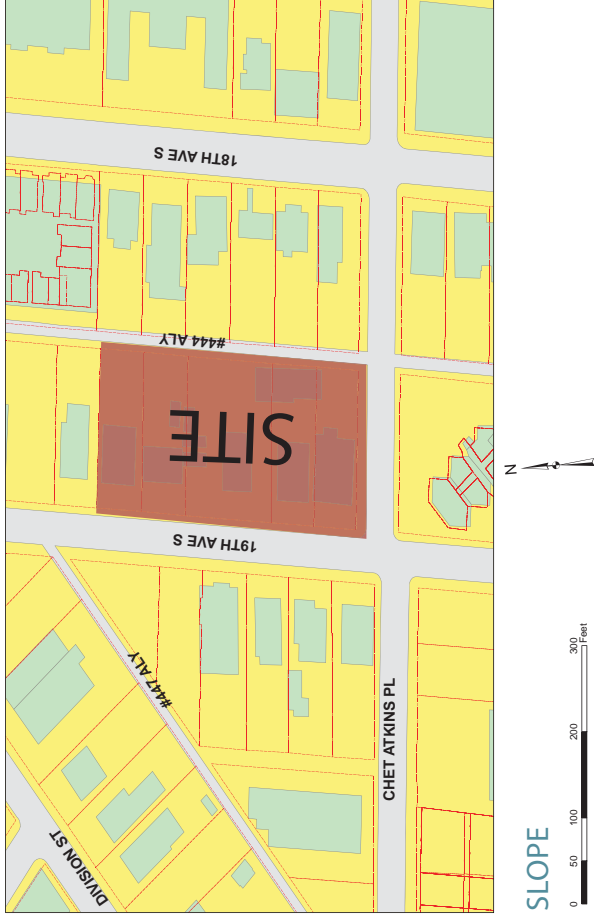 18TH AVE S
#444 ALY
SITE
19TH AVE S
#447 ALY
DIVISION ST
CHET ATKINS PL
N
SLOPE
0 50 100 200 300
Feet